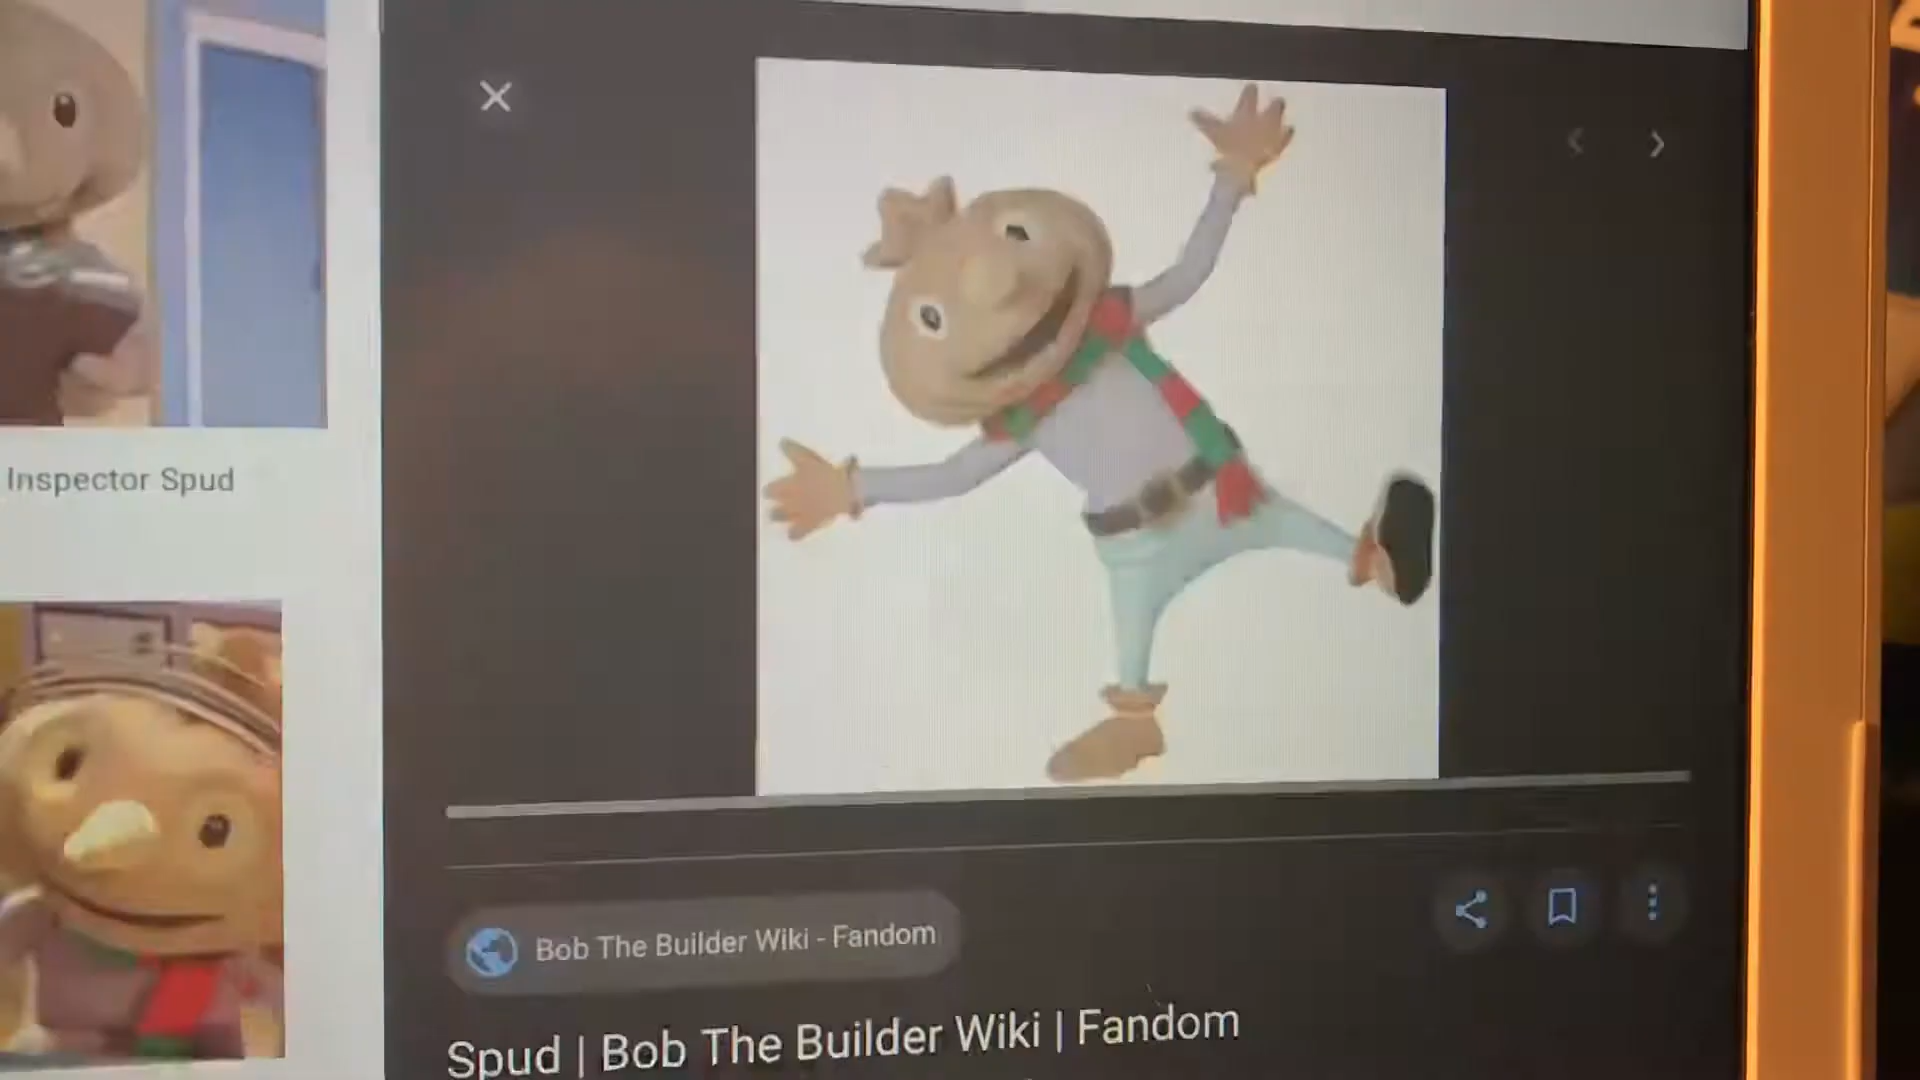 Inspector Spud
Bob The Builder Wiki - Fandom
Spud | Bob The Builder Wiki | Fandom